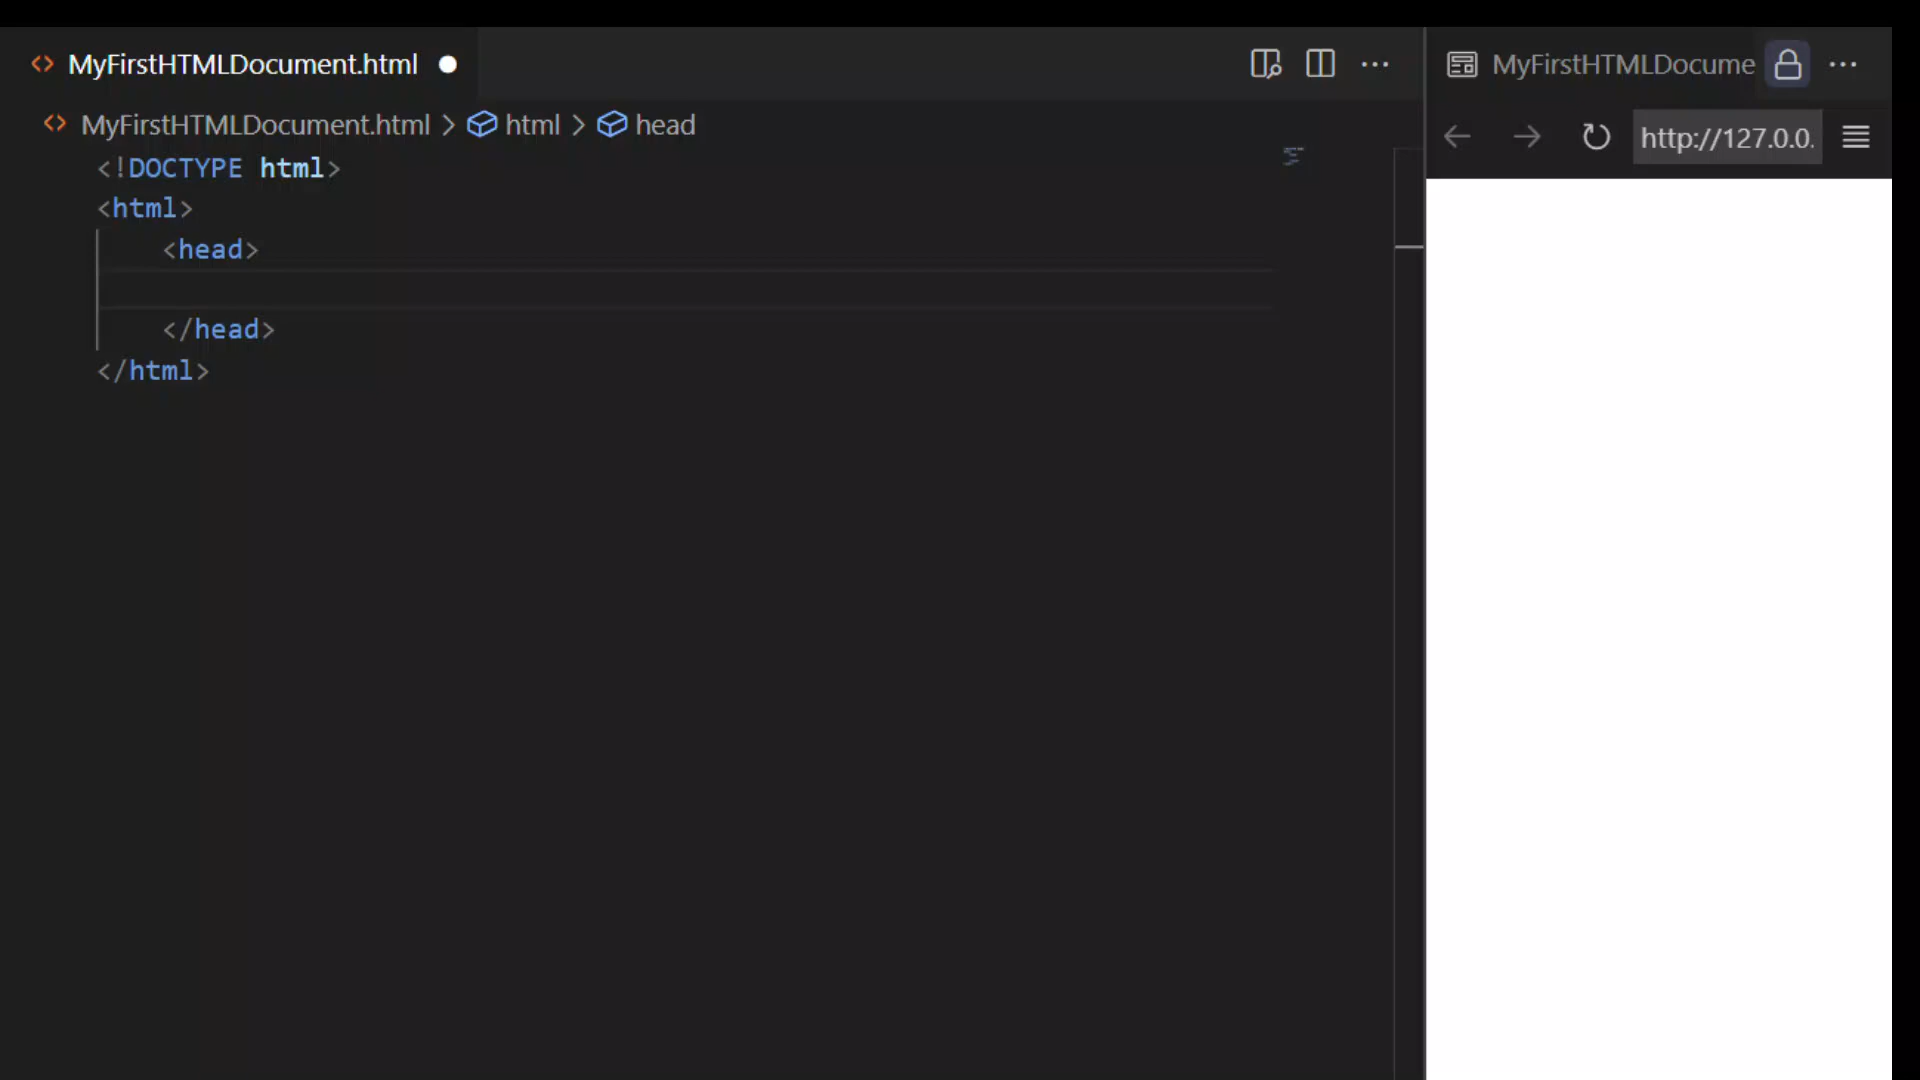 MyFirstHTMLDocument.html
MyFirstHTMLDocume
MyFirstHTMLDocument.html > html > head
http://127.0.0.
<!DOCTYPE html>
<html>
    <head>
    </head>
</html>